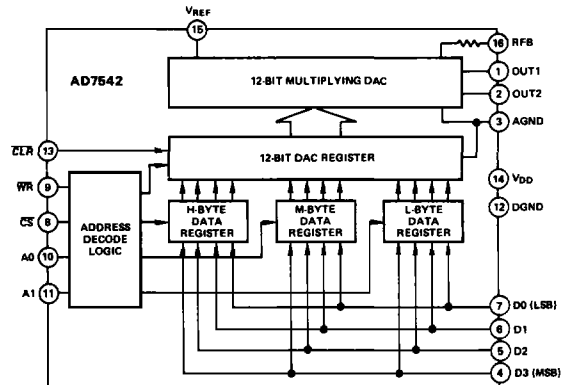 VREF
15
16 RFB
AD7542
12-BIT MULTIPLYING DAC
1 OUT1
2 OUT2
3 AGND
CLR 13
12-BIT DAC REGISTER
WR 9
14 VDD
CS 8
12 DGND
ADDRESS
DECODE
LOGIC
H-BYTE
DATA
REGISTER
M-BYTE
DATA
REGISTER
L-BYTE
DATA
REGISTER
A0 10
A1 11
7 D0 (LSB)
6 D1
5 D2
4 D3 (MSB)